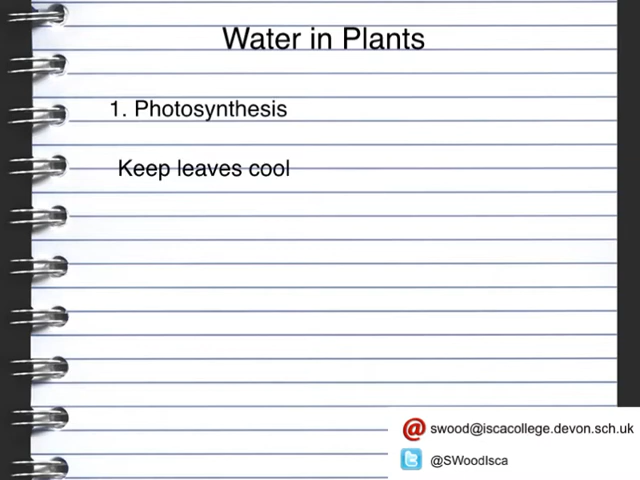 Water in Plants
1. Photosynthesis
Keep leaves cool
@ swood@iscacollege.devon.sch.uk
@SWoodIsca